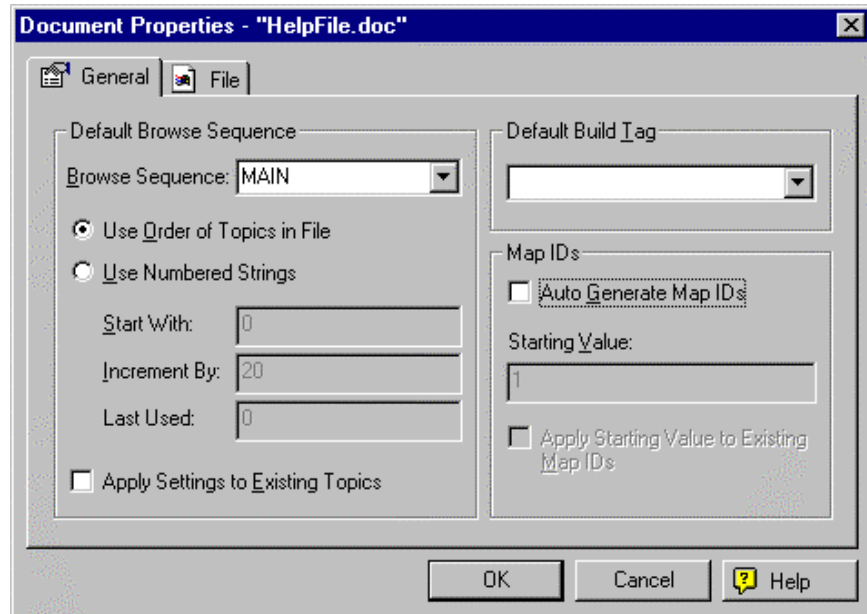 Document Properties - "HelpFile.doc"
General
File
Default Browse Sequence
Browse Sequence: MAIN
Use Order of Topics in File
Use Numbered Strings
Start With: 0
Increment By: 20
Last Used: 0
Apply Settings to Existing Topics
Default Build Tag
Map IDs
Auto Generate Map IDs
Starting Value:
1
Apply Starting Value to Existing
Map IDs
OK
Cancel
Help